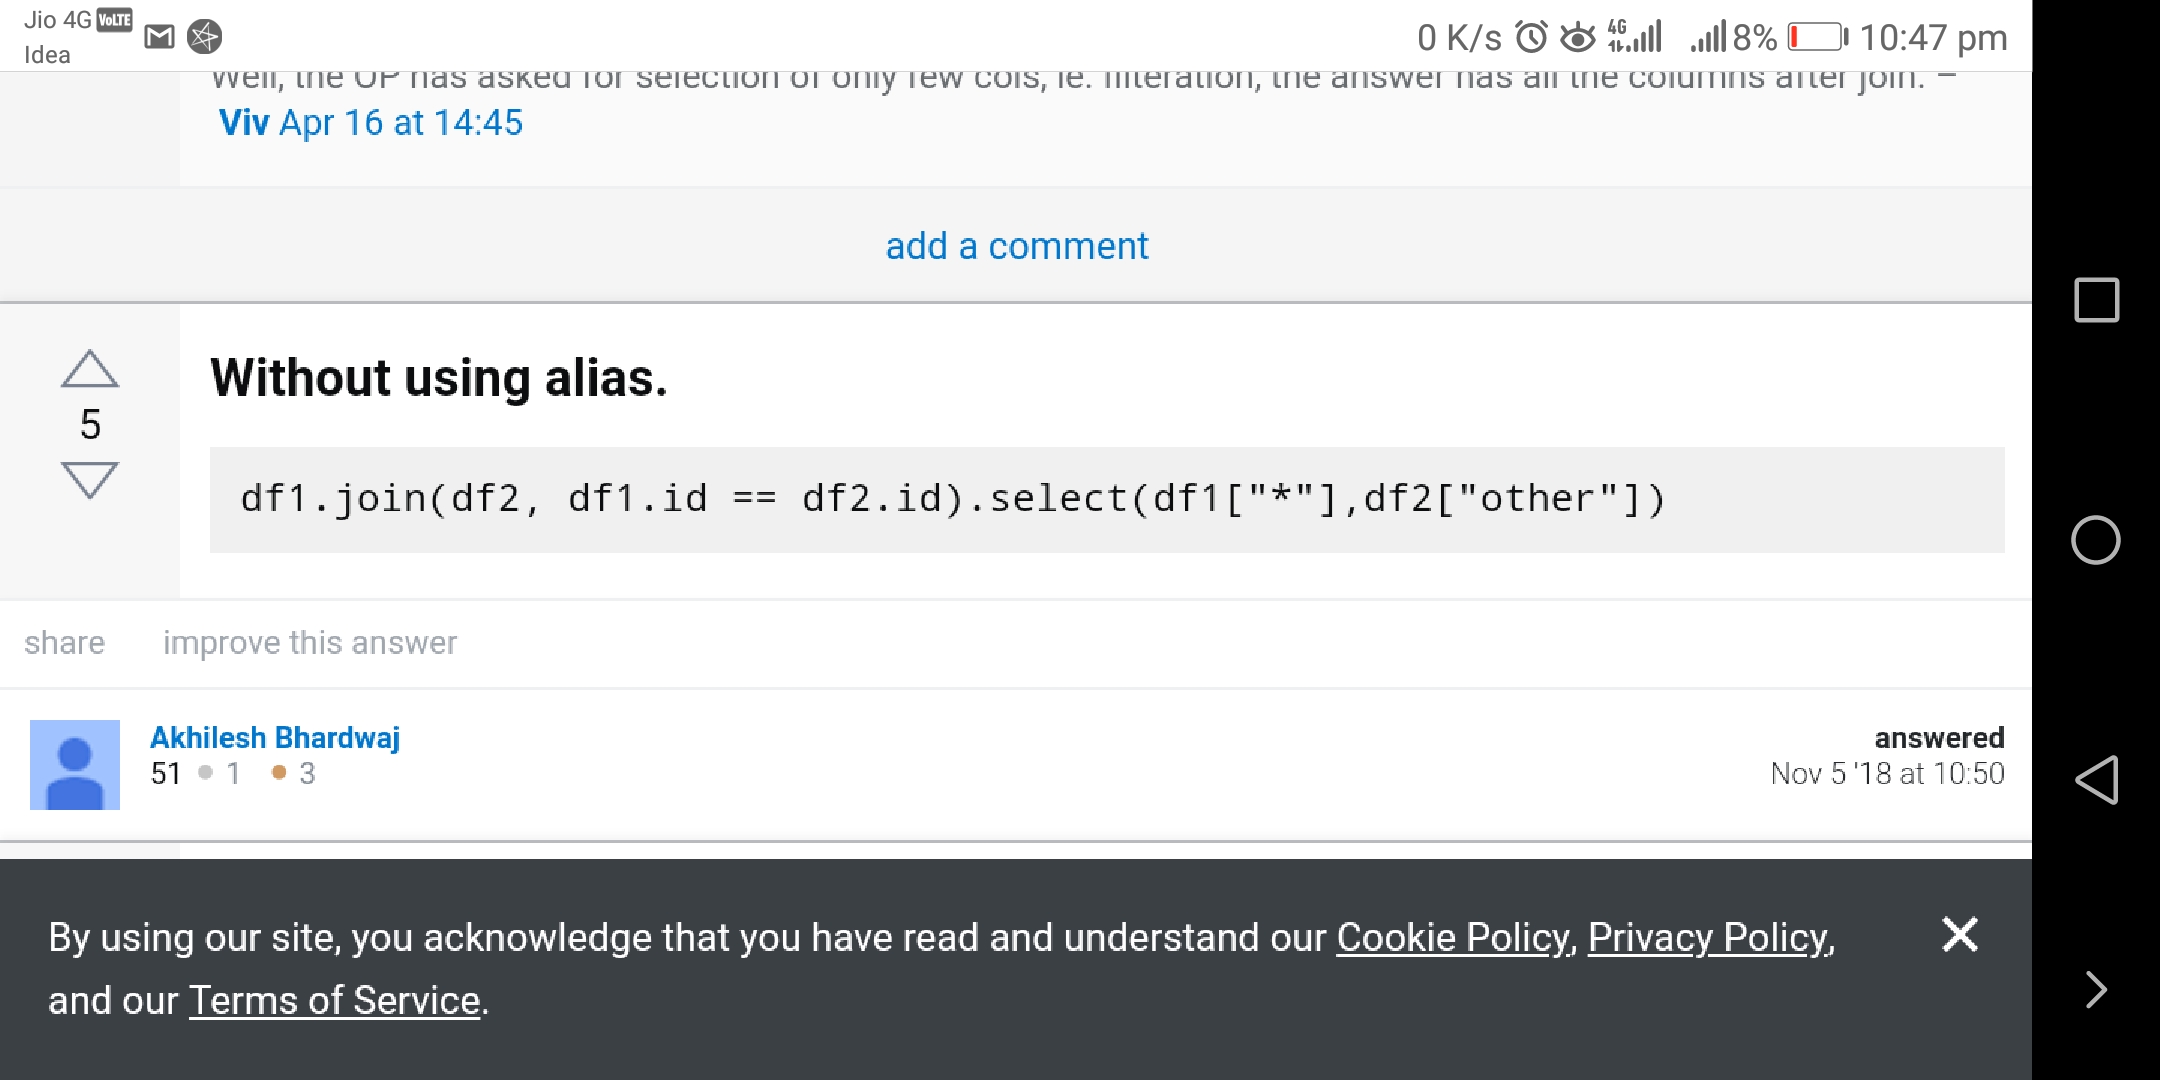 Jio 4G VoLTE
Idea
0 K/s 4G 8% 10:47 pm
Well, the OP has asked for selection of only few cols, ie. filteration, the answer has all the columns after join. –
Viv Apr 16 at 14:45
add a comment
5
Without using alias.
df1.join(df2, df1.id == df2.id).select(df1["*"],df2["other"])
share improve this answer
Akhilesh Bhardwaj
51 ● 1 ● 3
answered
Nov 5 '18 at 10:50
By using our site, you acknowledge that you have read and understand our Cookie Policy, Privacy Policy,
and our Terms of Service.